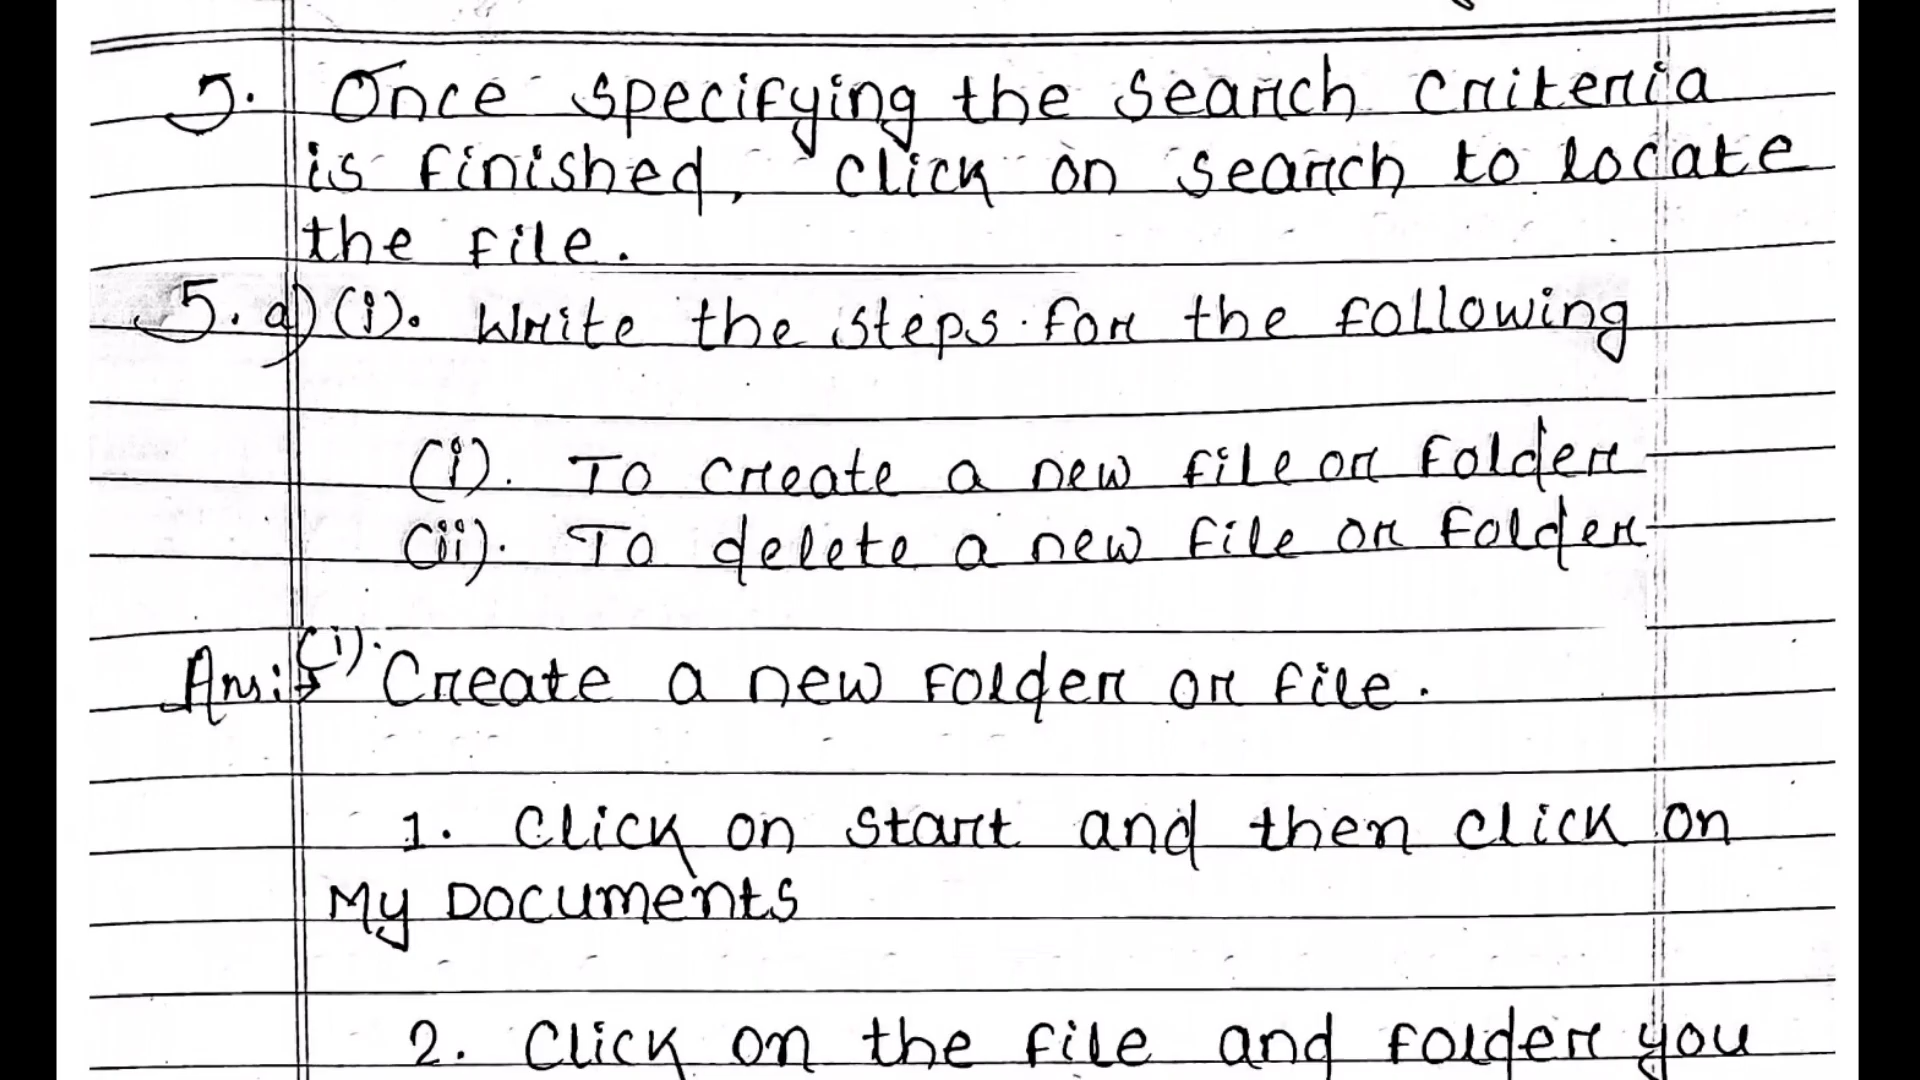 5. Once specifying the search criteria
is finished, click on search to locate
the file.
5. a) (i). Write the steps for the following
(i). To create a new file or folder
(ii). To delete a new file or folder
Ans:→ (i). Create a new folder or file.
1. Click on start and then click on
My Documents
2. Click on the file and folder you